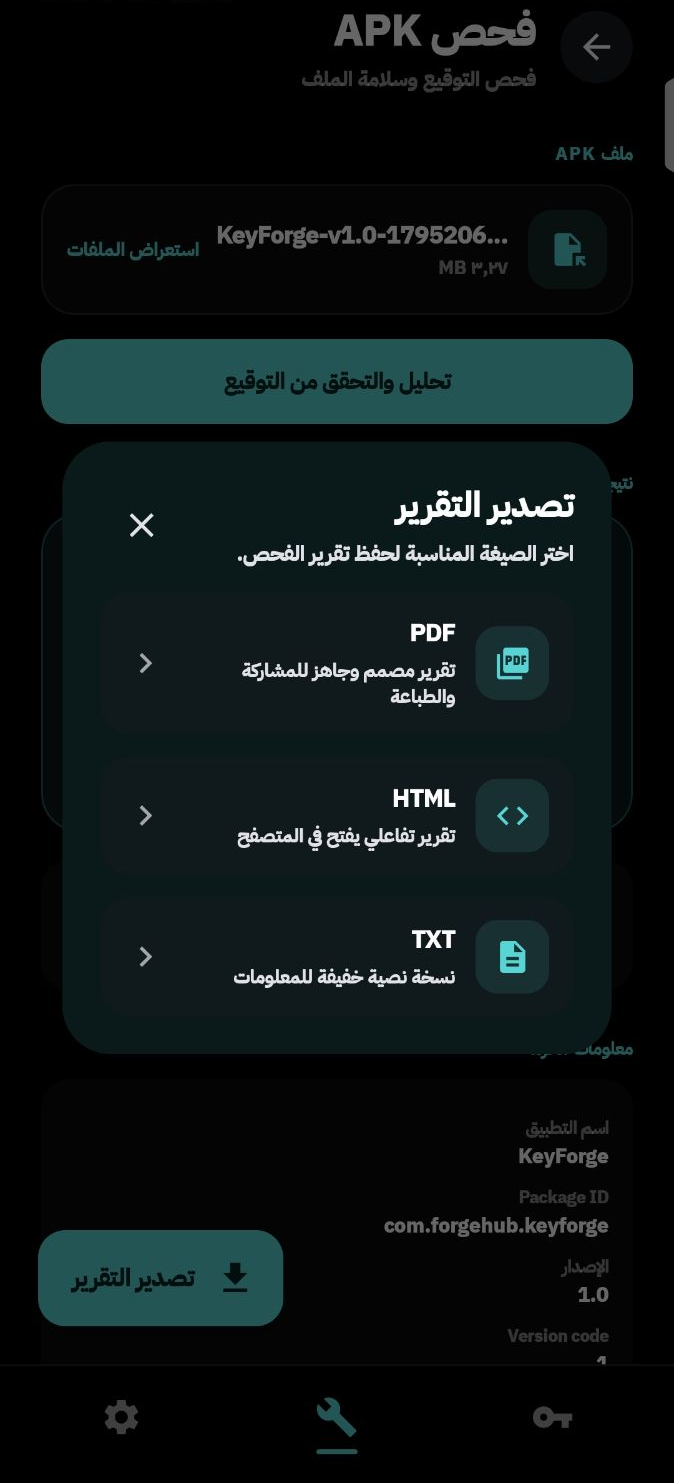 فحص APK
فحص التوقيع وسلامة الملف
ملف APK
KeyForge-v1.0-1795206...
٣,٢٧ MB
استعراض الملفات
تحليل والتحقق من التوقيع
تصدير التقرير
اختر الصيغة المناسبة لحفظ تقرير الفحص.
PDF
تقرير مصمم وجاهز للمشاركة
والطباعة
HTML
تقرير تفاعلي يفتح في المتصفح
TXT
نسخة نصية خفيفة للمعلومات
اسم التطبيق
KeyForge
Package ID
com.forgehub.keyforge
الإصدار
1.0
Version code
1
تصدير التقرير